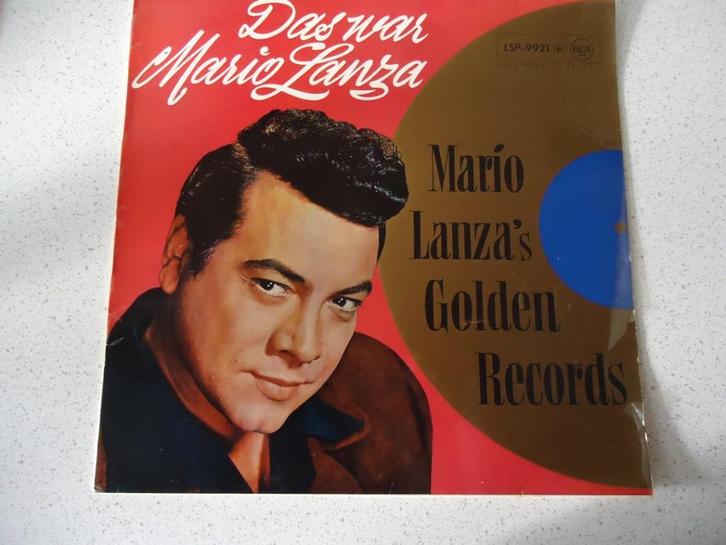 Das war
Mario Lanza
LSP-9921 RCA
Mario
Lanza's
Golden
Records